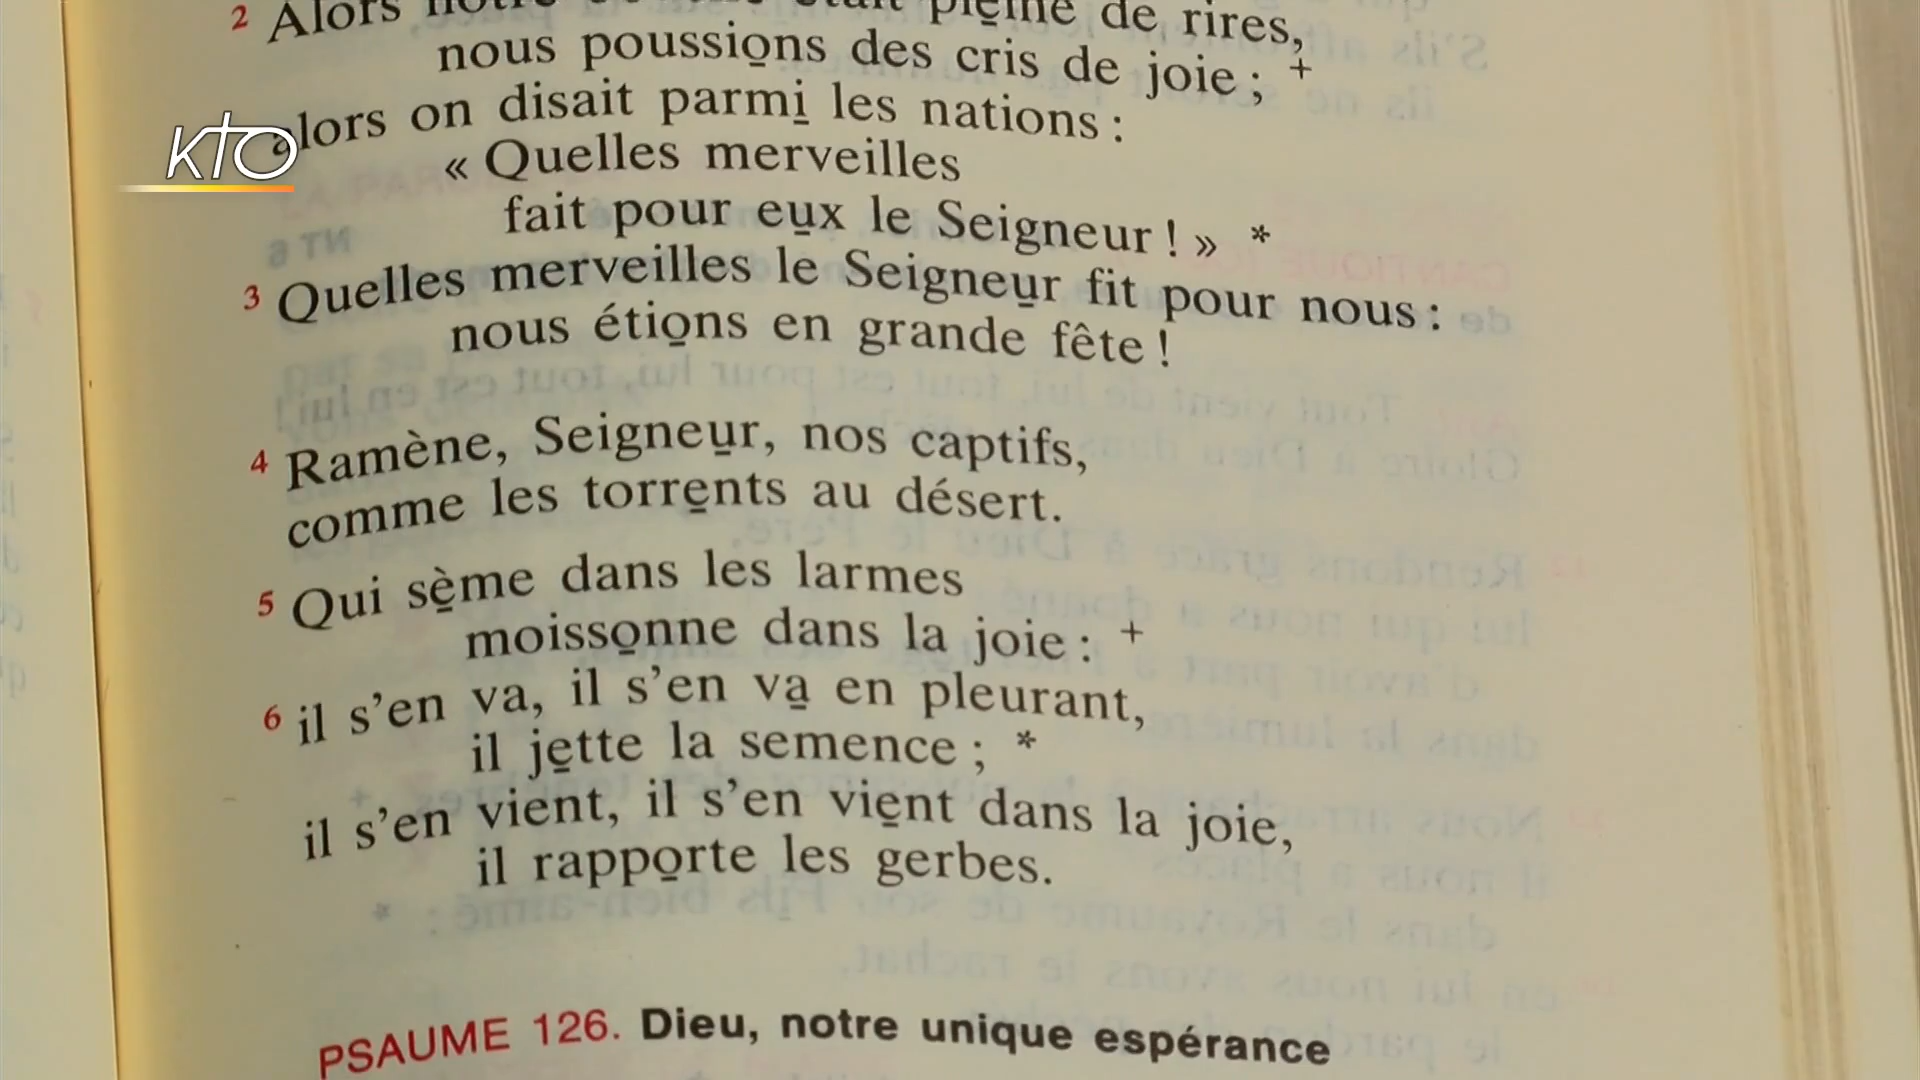 2 Alors notre bouche était pleine de rires,
nous poussions des cris de joie ; +
alors on disait parmi les nations :
« Quelles merveilles
fait pour eux le Seigneur ! » *
3 Quelles merveilles le Seigneur fit pour nous :
nous étions en grande fête !
4 Ramène, Seigneur, nos captifs,
comme les torrents au désert.
5 Qui sème dans les larmes
moissonne dans la joie : +
6 il s'en va, il s'en va en pleurant,
il jette la semence ; *
il s'en vient, il s'en vient dans la joie,
il rapporte les gerbes.
PSAUME 126. Dieu, notre unique espérance
KTO